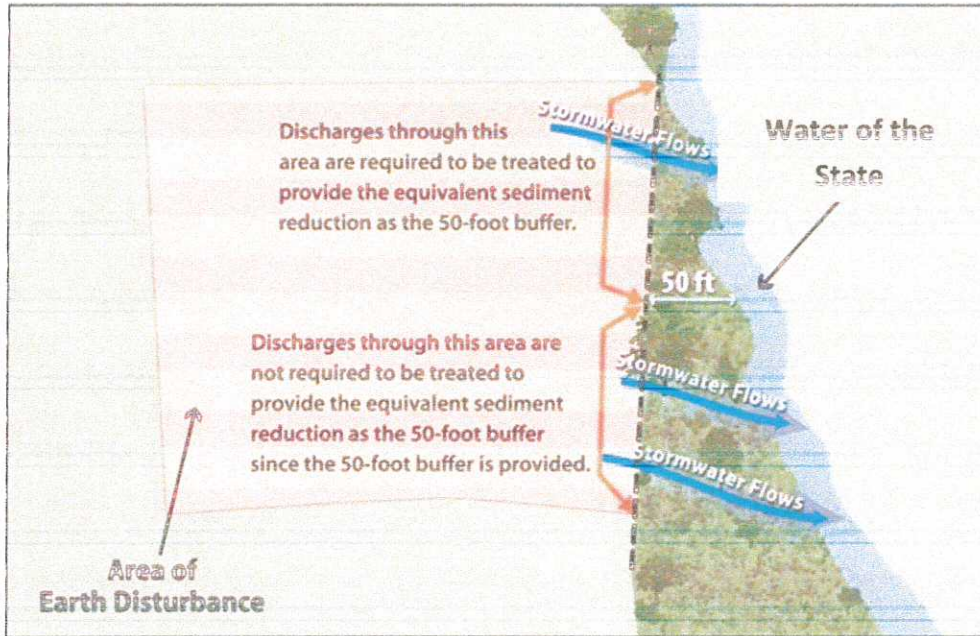 Stormwater Flows
Water of the
State
Discharges through this
area are required to be treated to
provide the equivalent sediment
reduction as the 50-foot buffer.
50 ft
Discharges through this area are
not required to be treated to
provide the equivalent sediment
reduction as the 50-foot buffer
since the 50-foot buffer is provided.
Stormwater Flows
Stormwater Flows
Area of
Earth Disturbance